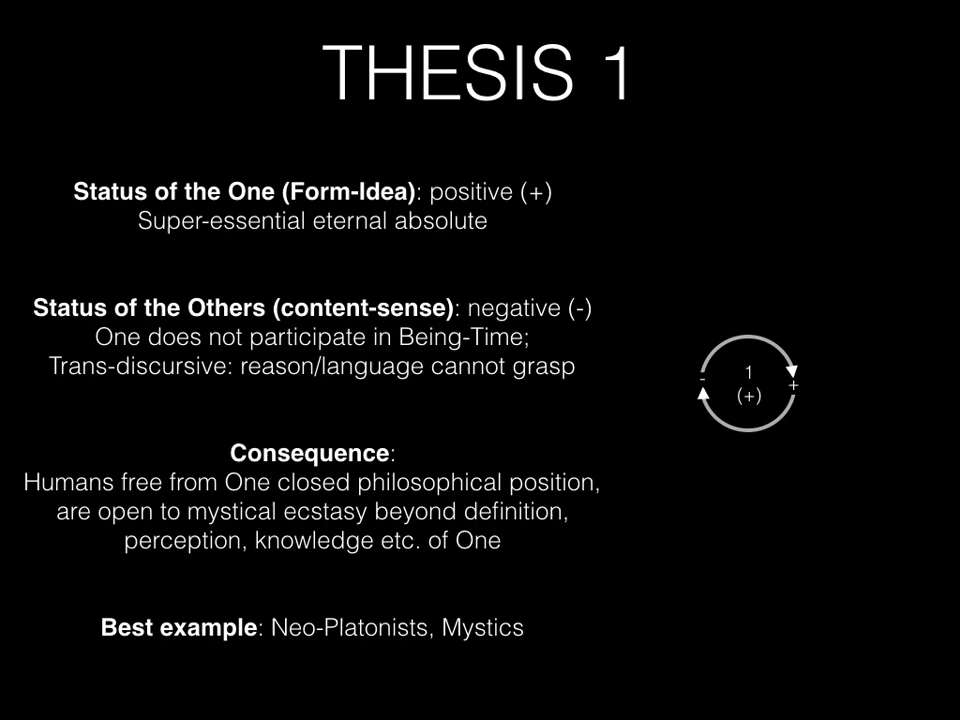 THESIS 1
Status of the One (Form-Idea): positive (+)
Super-essential eternal absolute
Status of the Others (content-sense): negative (-)
One does not participate in Being-Time;
Trans-discursive: reason/language cannot grasp
Consequence:
Humans free from One closed philosophical position,
are open to mystical ecstasy beyond definition,
perception, knowledge etc. of One
Best example: Neo-Platonists, Mystics
- 1 +
(+)